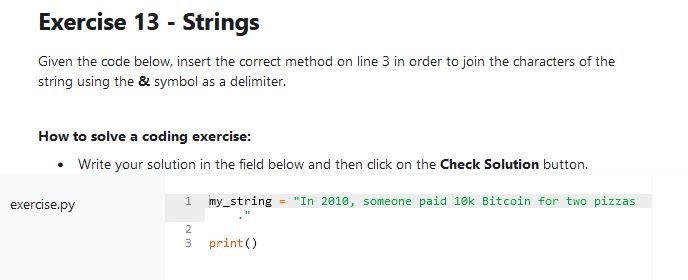 Exercise 13 - Strings
Given the code below, insert the correct method on line 3 in order to join the characters of the
string using the & symbol as a delimiter.
How to solve a coding exercise:
• Write your solution in the field below and then click on the Check Solution button.
exercise.py
1 my_string = "In 2010, someone paid 10k Bitcoin for two pizzas
."
2
3 print()